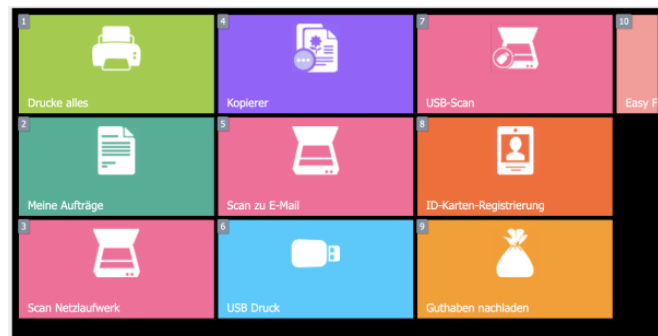 1
Drucke alles
2
Meine Aufträge
3
Scan Netzlaufwerk
4
Kopierer
5
Scan zu E-Mail
6
USB Druck
7
USB-Scan
8
ID-Karten-Registrierung
9
Guthaben nachladen
10
Easy F